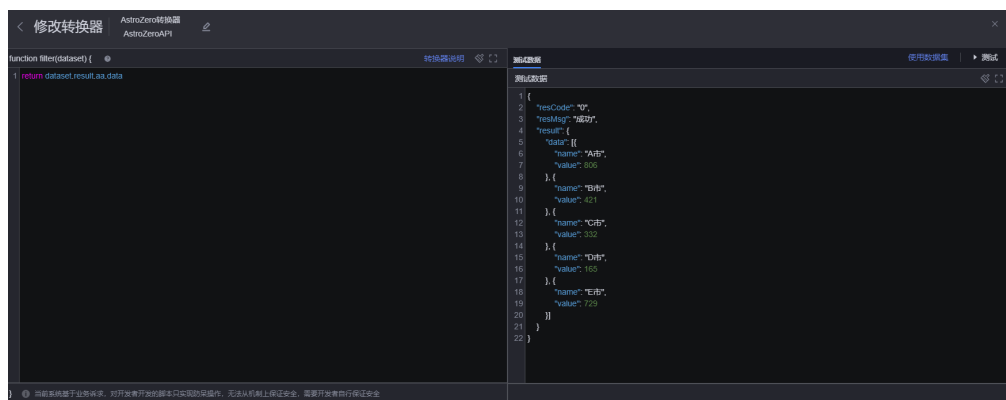 修改转换器
AstroZero转换器
AstroZeroAPI
function filter(dataset) {
转换器说明
1 return dataset.result.aa.data
} 当前系统基于业务诉求，对开发者开发的脚本只实现防呆操作，无法从机制上保证安全，需要开发者自行保证安全
测试数据
使用数据集
测试
测试数据
1 {
2 "resCode": "0",
3 "resMsg": "成功",
4 "result": {
5 "data": [{
6 "name": "A市",
7 "value": 806
8 }, {
9 "name": "B市",
10 "value": 421
11 }, {
12 "name": "C市",
13 "value": 332
14 }, {
15 "name": "D市",
16 "value": 165
17 }, {
18 "name": "E市",
19 "value": 729
20 }]
21 }
22 }